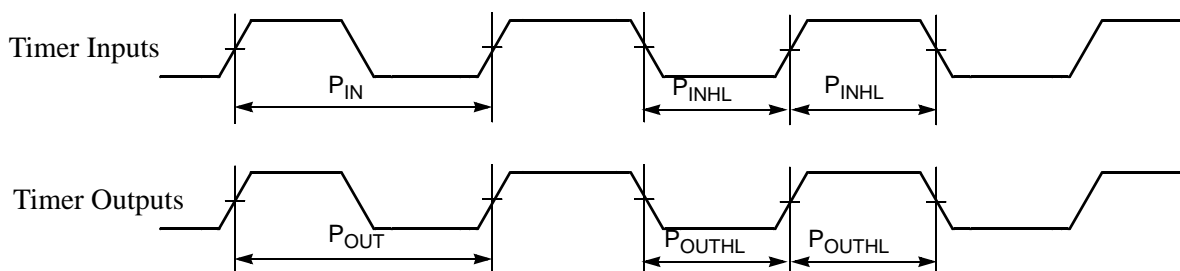 Timer Inputs
P_IN
P_INHL
P_INHL
Timer Outputs
P_OUT
P_OUTHL
P_OUTHL